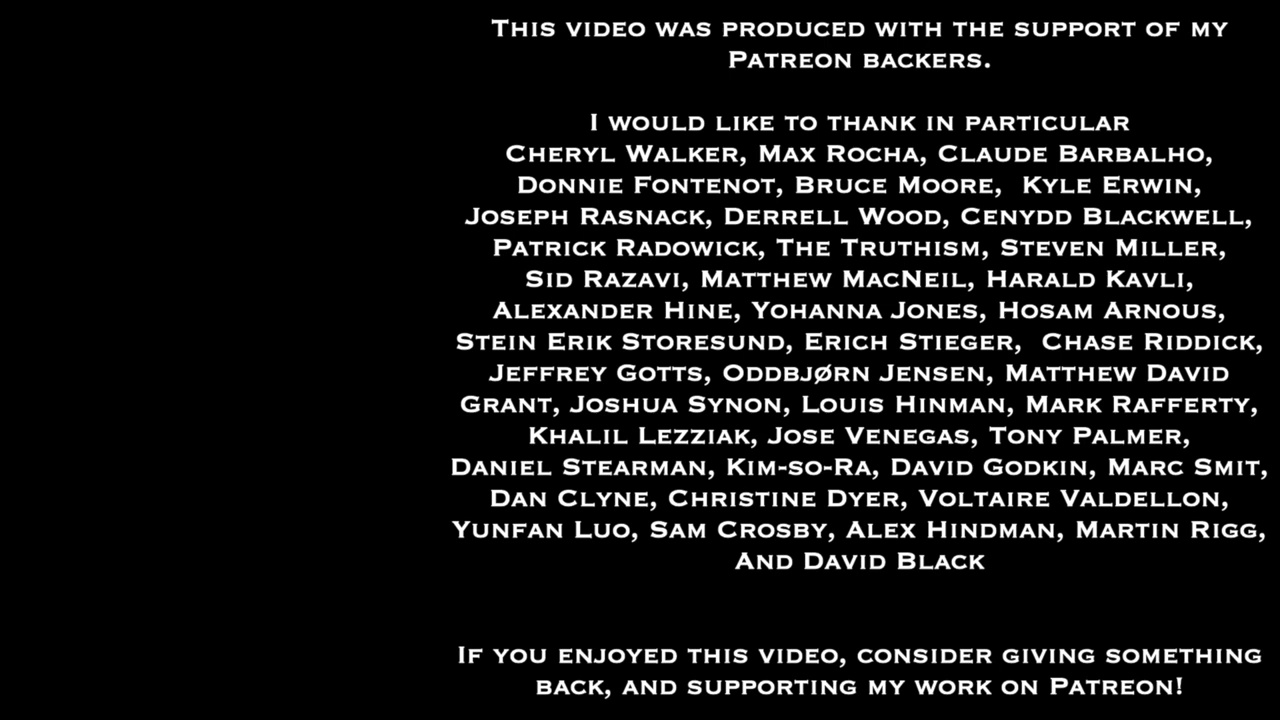 This video was produced with the support of my
Patreon backers.
I would like to thank in particular
Cheryl Walker, Max Rocha, Claude Barbalho,
Donnie Fontenot, Bruce Moore,  Kyle Erwin,
Joseph Rasnack, Derrell Wood, Cenydd Blackwell,
Patrick Radowick, The Truthism, Steven Miller,
Sid Razavi, Matthew MacNeil, Harald Kavli,
Alexander Hine, Yohanna Jones, Hosam Arnous,
Stein Erik Storesund, Erich Stieger,  Chase Riddick,
Jeffrey Gotts, Oddbjørn Jensen, Matthew David
Grant, Joshua Synon, Louis Hinman, Mark Rafferty,
Khalil Lezziak, Jose Venegas, Tony Palmer,
Daniel Stearman, Kim-so-Ra, David Godkin, Marc Smit,
Dan Clyne, Christine Dyer, Voltaire Valdellon,
Yunfan Luo, Sam Crosby, Alex Hindman, Martin Rigg,
And David Black
If you enjoyed this video, consider giving something
back, and supporting my work on Patreon!